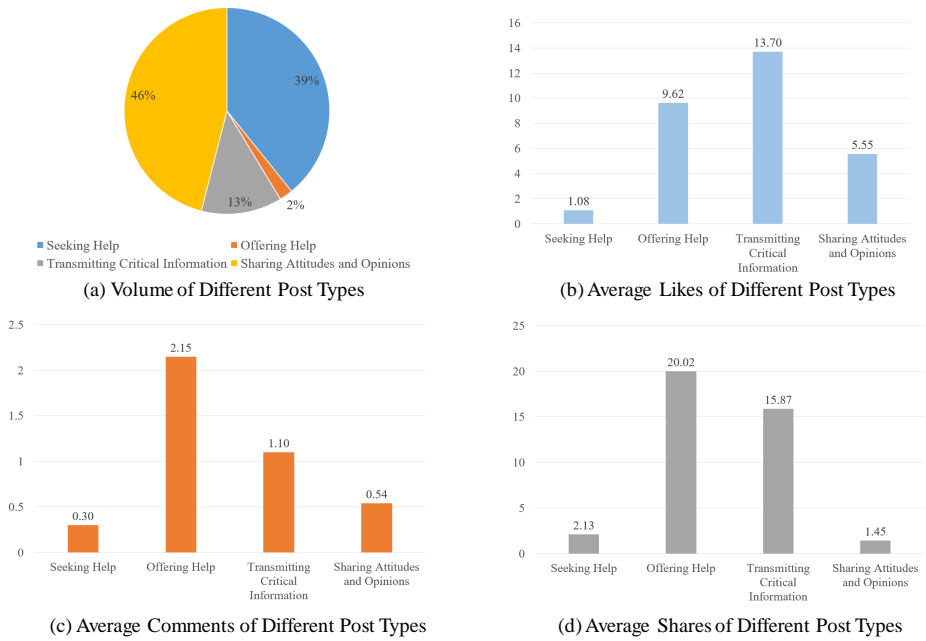 39%
46%
13%
2%
Seeking Help
Offering Help
Transmitting Critical Information
Sharing Attitudes and Opinions
(a) Volume of Different Post Types
16
14
12
10
8
6
4
2
0
1.08
9.62
13.70
5.55
Seeking Help
Offering Help
Transmitting
Critical
Information
Sharing Attitudes
and Opinions
(b) Average Likes of Different Post Types
2.5
2
1.5
1
0.5
0
0.30
2.15
1.10
0.54
Seeking Help
Offering Help
Transmitting
Critical
Information
Sharing Attitudes
and Opinions
(c) Average Comments of Different Post Types
25
20
15
10
5
0
2.13
20.02
15.87
1.45
Seeking Help
Offering Help
Transmitting
Critical
Information
Sharing Attitudes
and Opinions
(d) Average Shares of Different Post Types